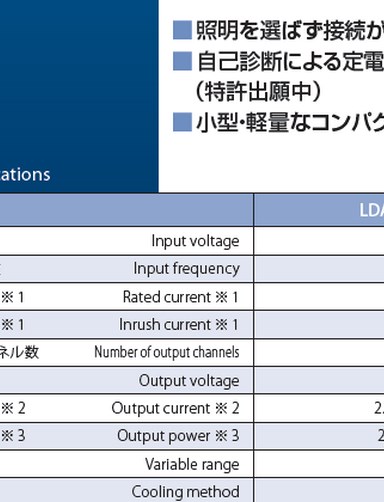 ■照明を選ばず接続が
■自己診断による定電
(特許出願中)
■小型・軽量なコンパク
cations
LDA
Input voltage
Input frequency
※1 Rated current ※1
※1 Inrush current ※1
ネル数 Number of output channels
Output voltage
※2 Output current ※2 2.
※3 Output power ※3 2
Variable range
Cooling method